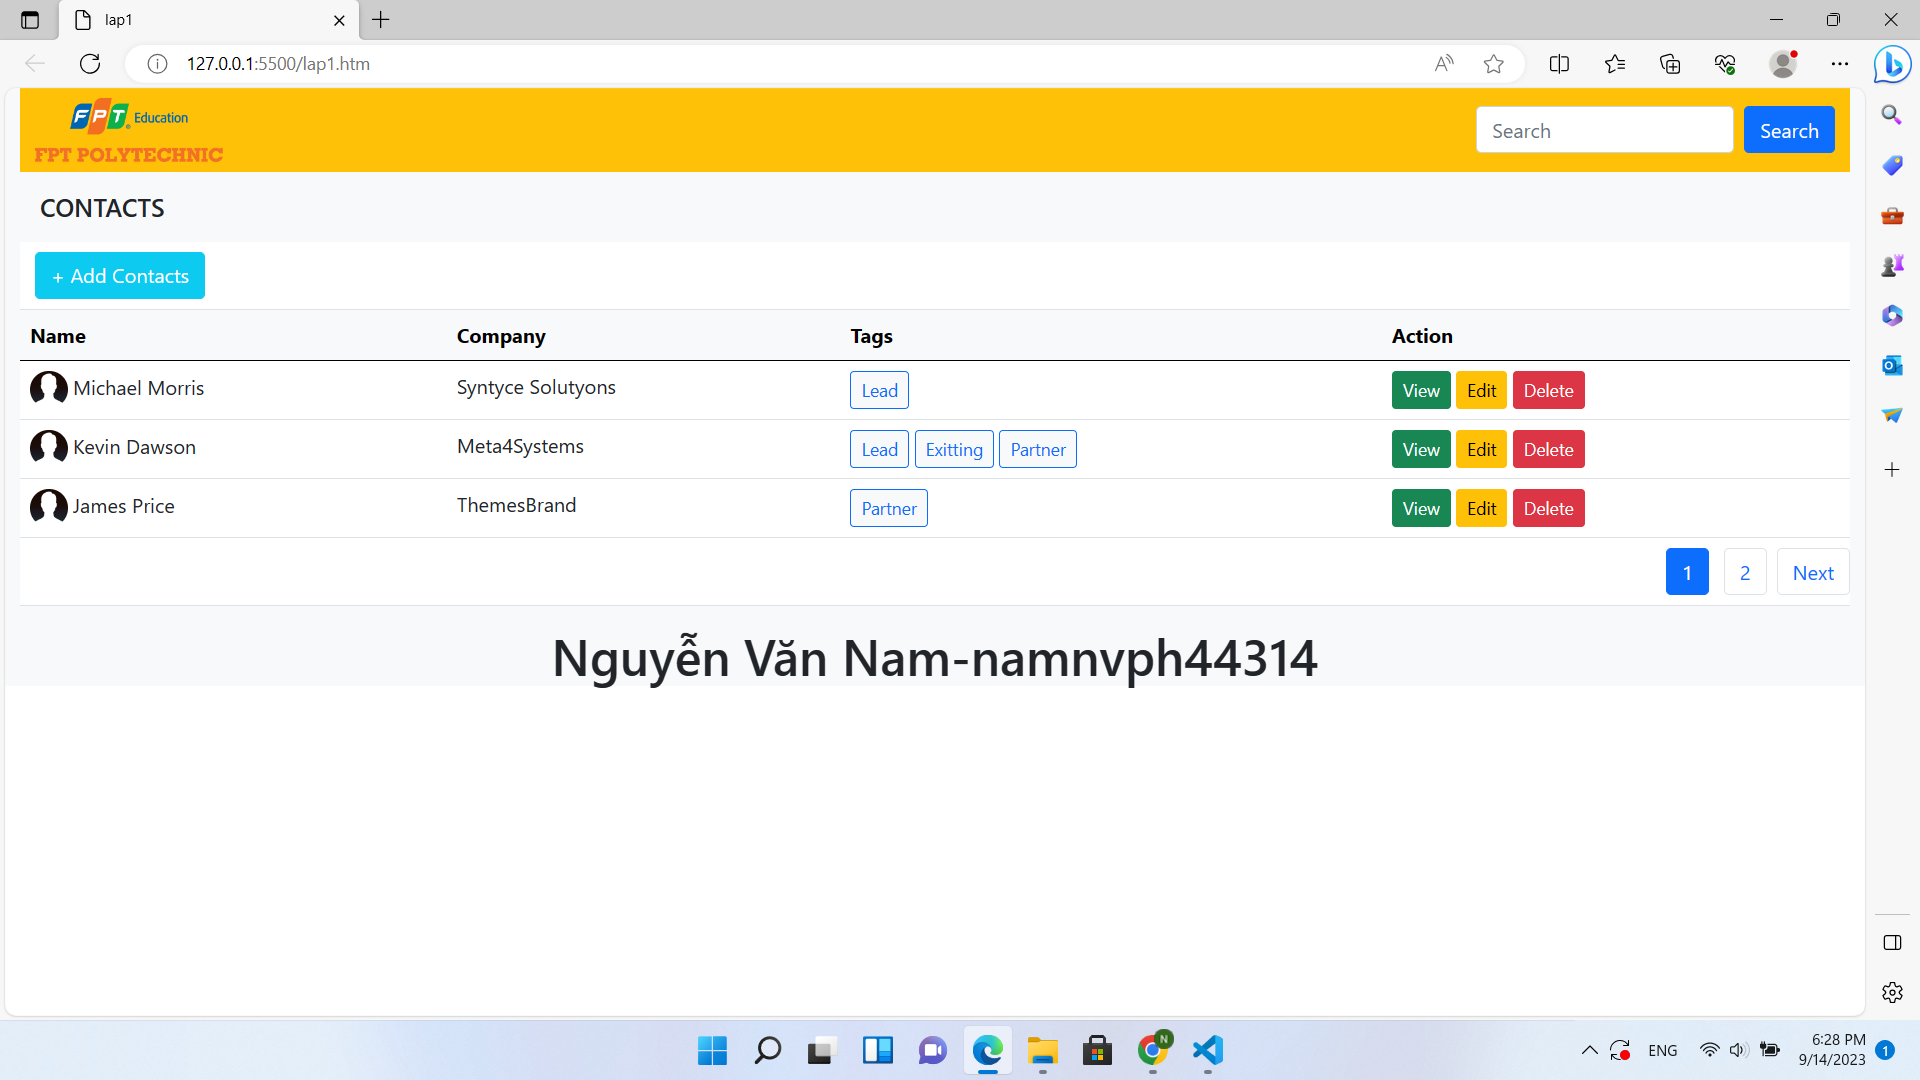 lap1
127.0.0.1:5500/lap1.htm
FPT Education
FPT POLYTECHNIC
Search
Search
CONTACTS
+ Add Contacts
Name Company Tags Action
Michael Morris Syntyce Solutyons Lead View Edit Delete
Kevin Dawson Meta4Systems Lead Exitting Partner View Edit Delete
James Price ThemesBrand Partner View Edit Delete
1 2 Next
Nguyễn Văn Nam-namnvph44314
N
ENG
6:28 PM
9/14/2023
1